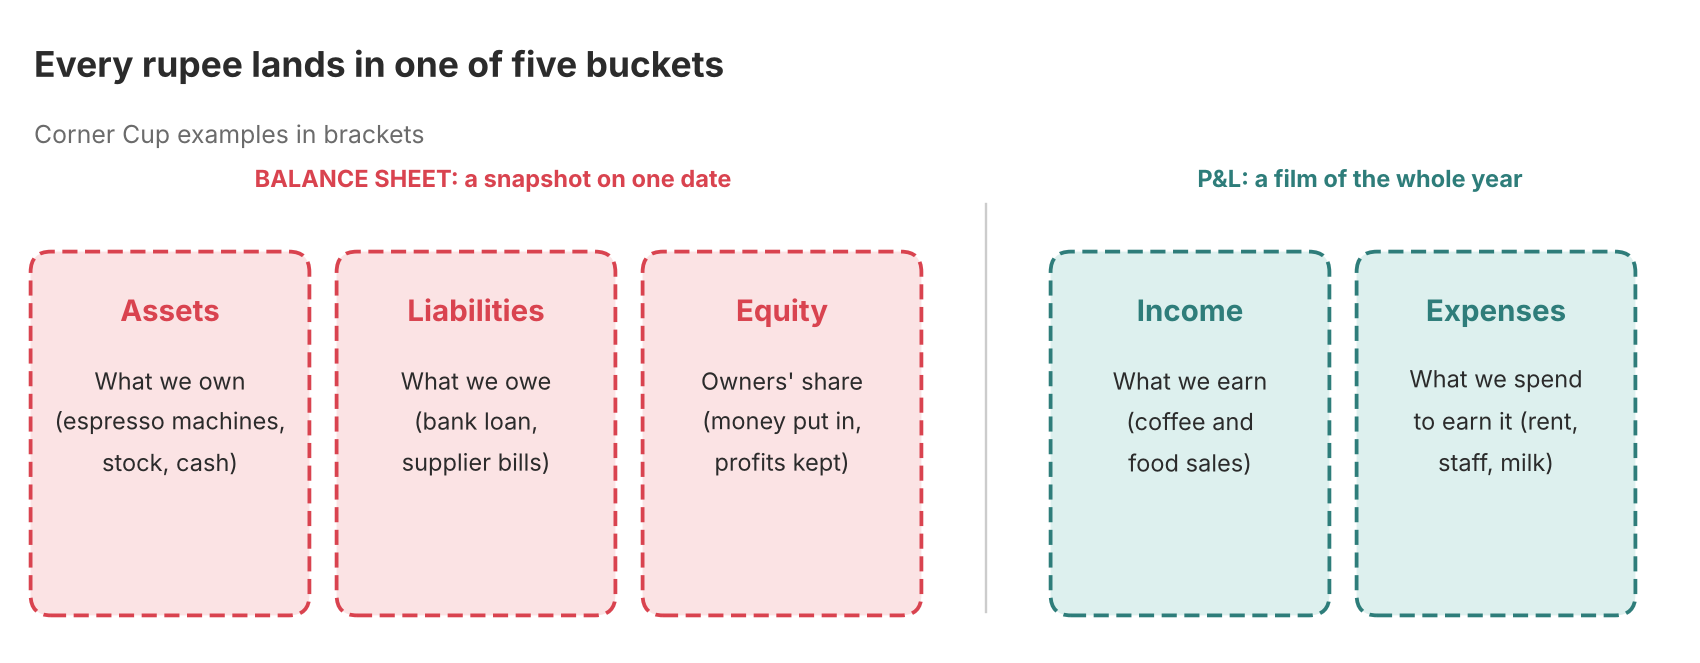 Every rupee lands in one of five buckets
Corner Cup examples in brackets
BALANCE SHEET: a snapshot on one date
P&L: a film of the whole year
Assets
What we own
(espresso machines,
stock, cash)
Liabilities
What we owe
(bank loan,
supplier bills)
Equity
Owners' share
(money put in,
profits kept)
Income
What we earn
(coffee and
food sales)
Expenses
What we spend
to earn it (rent,
staff, milk)